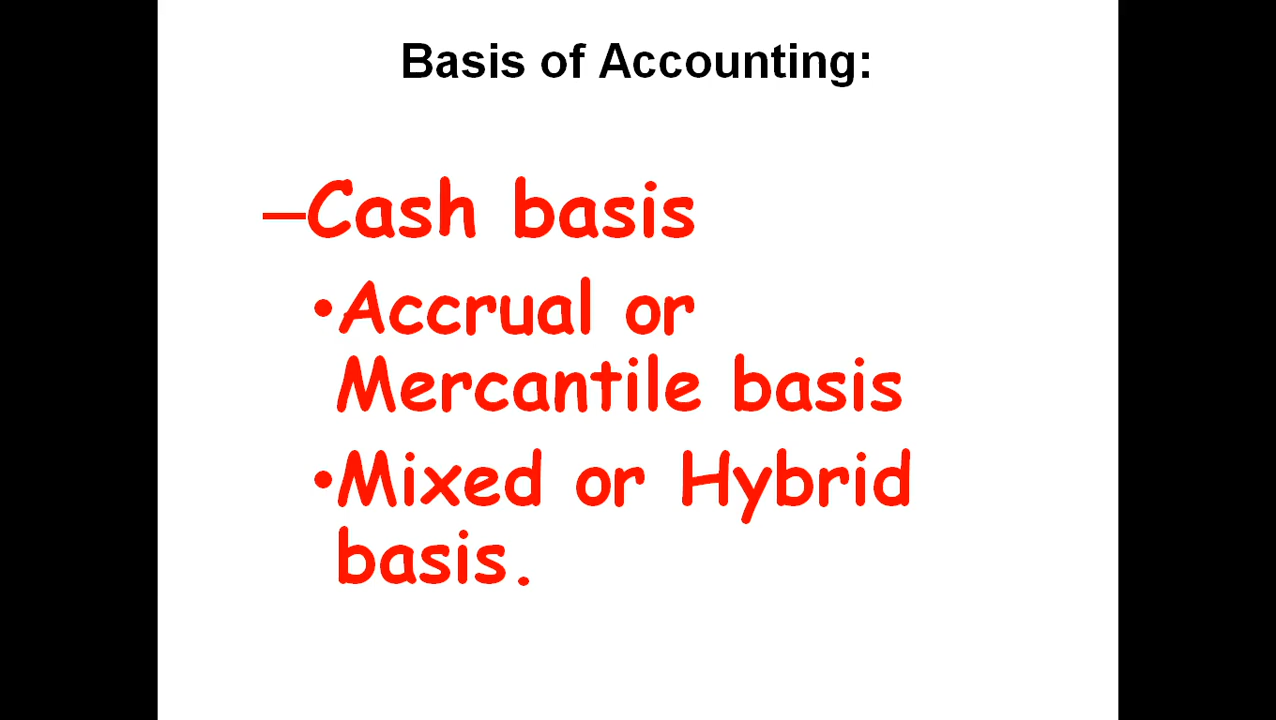 Basis of Accounting:
–Cash basis
•Accrual or
Mercantile basis
•Mixed or Hybrid
basis.